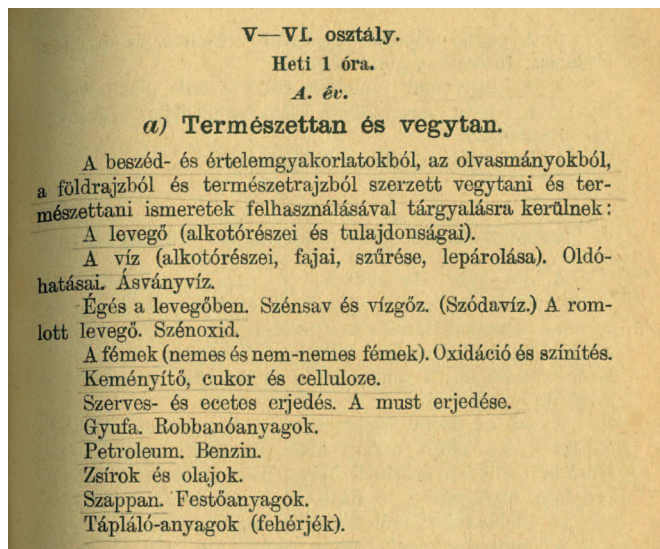 V—VI. osztály.
Heti 1 óra.
A. év.
a) Természettan és vegytan.
A beszéd- és értelemgyakorlatokból, az olvasmányokból,
a földrajzból és természetrajzból szerzett vegytani és ter-
mészettani ismeretek felhasználásával tárgyalásra kerülnek:
A levegő (alkotórészei és tulajdonságai).
A víz (alkotórészei, fajai, szűrése, lepárolása). Oldó-
hatásai. Ásványvíz.
Égés a levegőben. Szénsav és vízgőz. (Szódavíz.) A rom-
lott levegő. Szénoxid.
A fémek (nemes és nem-nemes fémek). Oxidáció és színítés.
Keményítő, cukor és celluloze.
Szerves- és ecetes erjedés. A must erjedése.
Gyufa. Robbanóanyagok.
Petroleum. Benzin.
Zsírok és olajok.
Szappan. Festőanyagok.
Tápláló-anyagok (fehérjék).